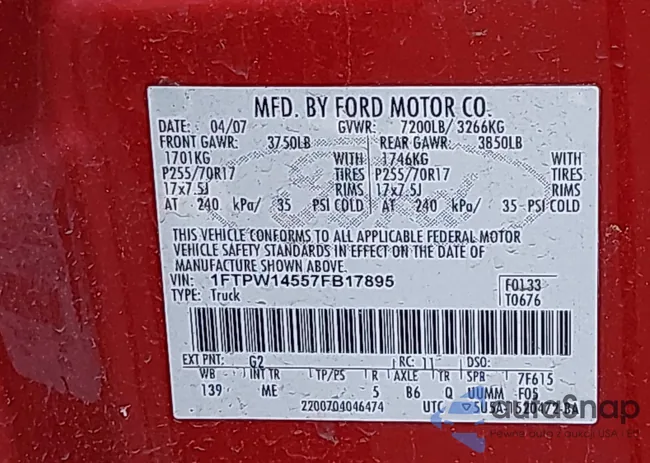 MFD. BY FORD MOTOR CO.
DATE: 04/07 GVWR: 7200LB/ 3266KG
FRONT GAWR: 3750LB REAR GAWR: 3850LB
1701KG WITH 1746KG WITH
P255/70R17 TIRES P255/70R17 TIRES
17x7.5J RIMS 17x7.5J RIMS
AT 240 kPa/ 35 PSI COLD AT 240 kPa/ 35 PSI COLD
THIS VEHICLE CONFORMS TO ALL APPLICABLE FEDERAL MOTOR
VEHICLE SAFETY STANDARDS IN EFFECT ON THE DATE OF
MANUFACTURE SHOWN ABOVE.
VIN: 1FTPW14557FB17895 F0133
TYPE: Truck T0676
EXT PNT: G2 RC: 11 DSO:
WB INT TR TP/PS R AXLE TR SPR 7F615
139 ME 5 B6 Q UUMM F05
2200704046474 UTC
autoSnap